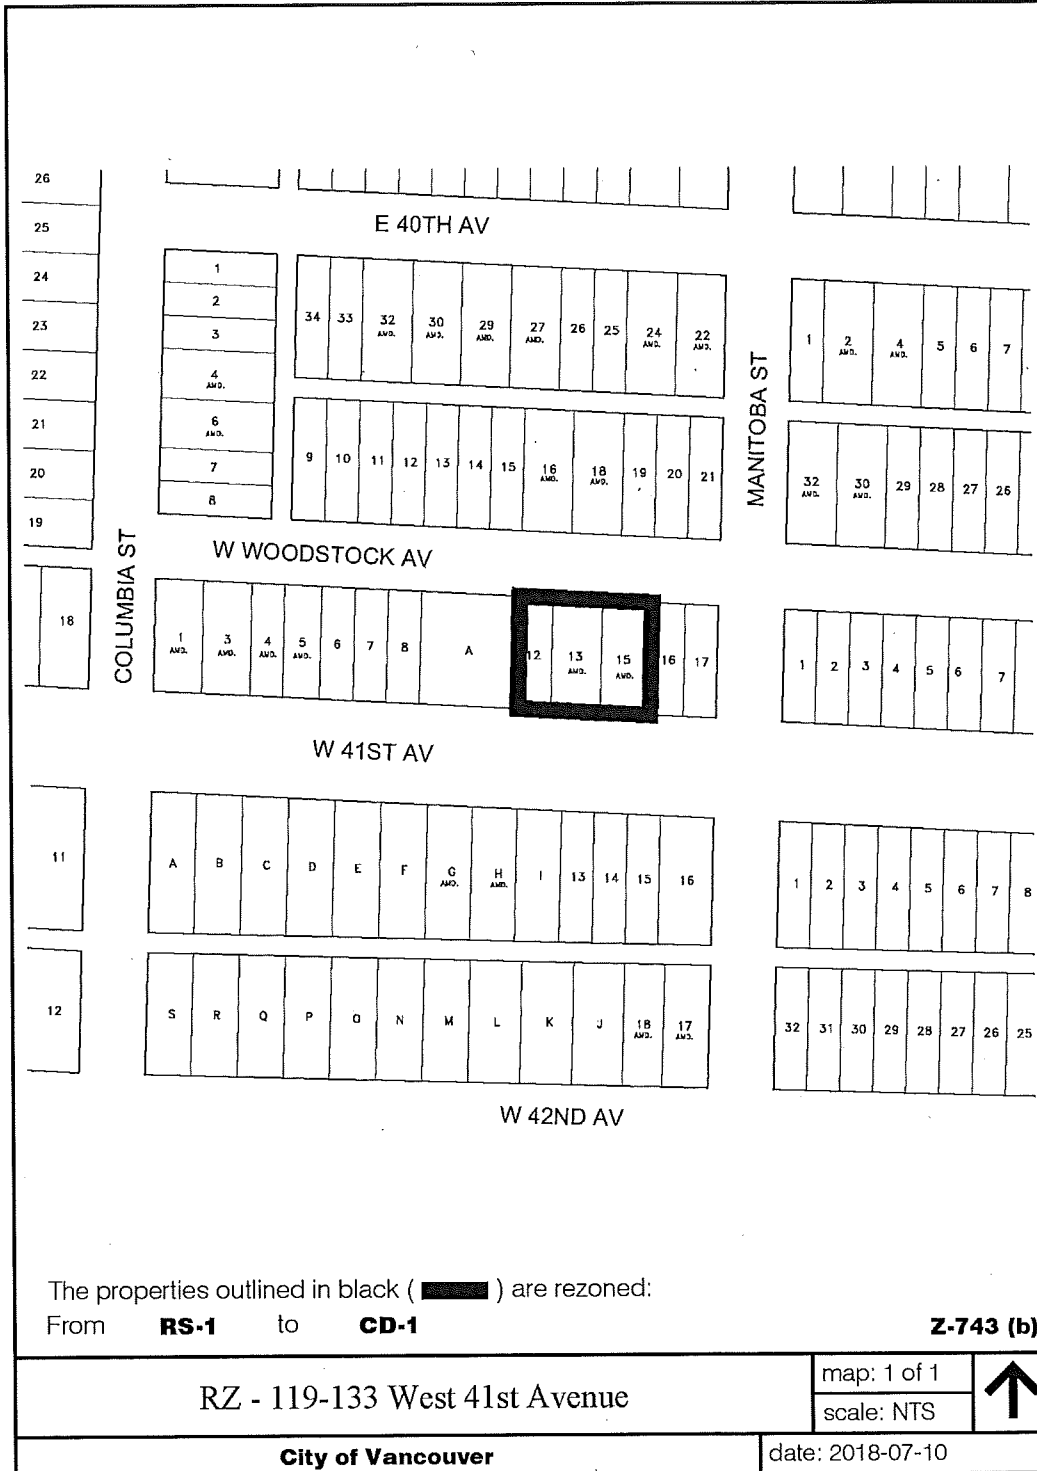 26
25
24
23
22
21
20
19
18
11
12
E 40TH AV
1
2
3
4 AMD.
6 AMD.
7
8
34 33 32 AMD. 30 AMD. 29 AMD. 27 AMD. 26 25 24 AMD. 22 AMD.
9 10 11 12 13 14 15 16 AMD. 18 AMD. 19 20 21
MANITOBA ST
1 2 AMD. 4 AMD. 5 6 7
32 AMD. 30 AMD. 29 28 27 26
COLUMBIA ST
W WOODSTOCK AV
1 AMD. 3 AMD. 4 AMD. 5 AMD. 6 7 8 A 12 13 AMD. 15 AMD. 16 17
1 2 3 4 5 6 7
W 41ST AV
A B C D E F G AMD. H AMD. I 13 14 15 16
1 2 3 4 5 6 7 8
S R Q P O N M L K J 18 AMD. 17 AMD.
32 31 30 29 28 27 26 25
W 42ND AV
The properties outlined in black ( ) are rezoned:
From RS-1 to CD-1
Z-743 (b)
RZ - 119-133 West 41st Avenue
map: 1 of 1
scale: NTS
City of Vancouver
date: 2018-07-10